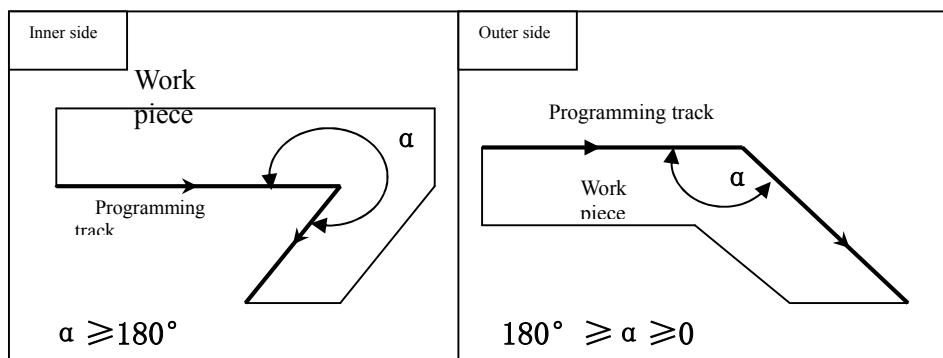 Inner side
Work
piece
α
Programming
track
α ≥180°
Outer side
Programming track
α
Work
piece
180° ≥ α ≥0